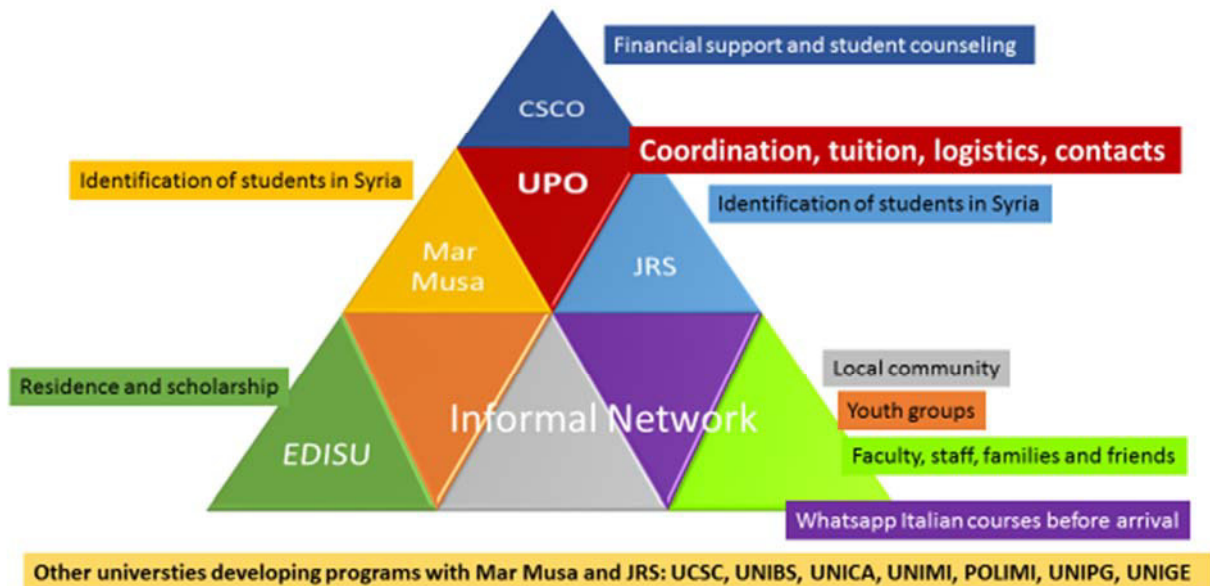 Financial support and student counseling
CSCO
Coordination, tuition, logistics, contacts
Identification of students in Syria
UPO
Identification of students in Syria
Mar
Musa
JRS
Local community
Residence and scholarship
Youth groups
Informal Network
EDISU
Faculty, staff, families and friends
Whatsapp Italian courses before arrival
Other universties developing programs with Mar Musa and JRS: UCSC, UNIBS, UNICA, UNIMI, POLIMI, UNIPG, UNIGE